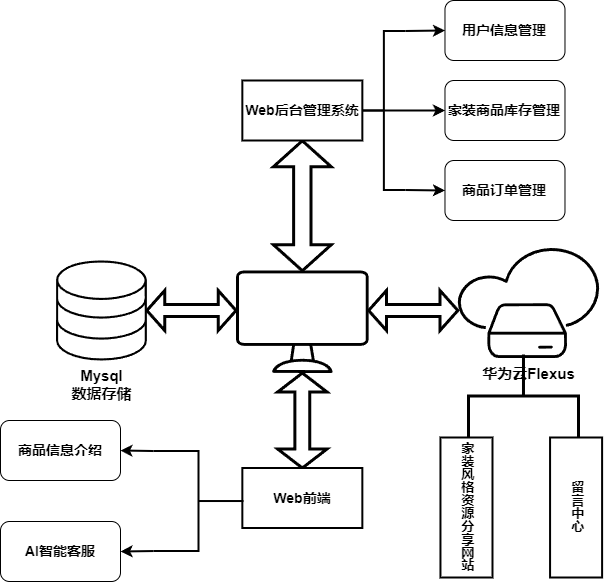 用户信息管理
Web后台管理系统
家装商品库存管理
商品订单管理
Mysql
数据存储
华为云Flexus
商品信息介绍
AI智能客服
Web前端
家装风格资源分享网站
留言中心